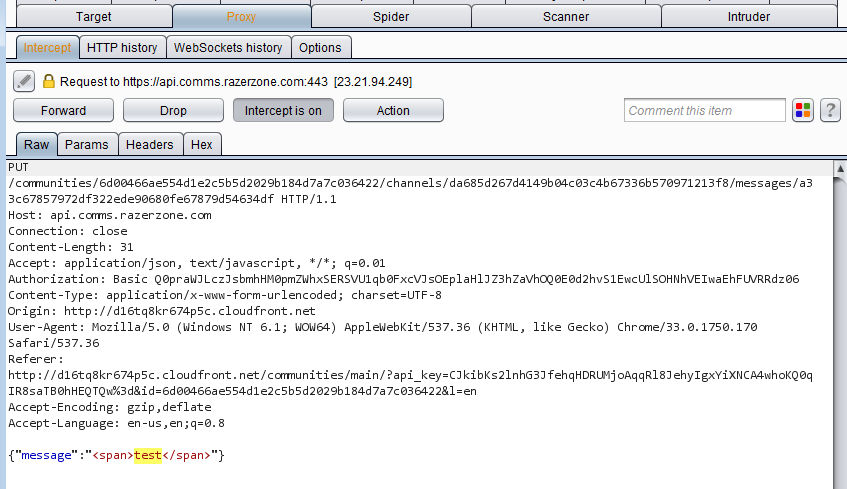 Target Proxy Spider Scanner Intruder
Intercept HTTP history WebSockets history Options
Request to https://api.comms.razerzone.com:443 [23.21.94.249]
Forward Drop Intercept is on Action Comment this item ?
Raw Params Headers Hex
PUT
/communities/6d00466ae554d1e2c5b5d2029b184d7a7c036422/channels/da685d267d4149b04c03c4b67336b570971213f8/messages/a3
3c67857972df322ede90680fe67879d54634df HTTP/1.1
Host: api.comms.razerzone.com
Connection: close
Content-Length: 31
Accept: application/json, text/javascript, */*; q=0.01
Authorization: Basic Q0praWJLczJsbmhHM0pmZWhxSERSVU1qb0FxcVJsOEplaHlJZ3hZaVhOQ0E0d2hvS1EwcUlSOHNhVEIwaEhFUVRRdz06
Content-Type: application/x-www-form-urlencoded; charset=UTF-8
Origin: http://d16tq8kr674p5c.cloudfront.net
User-Agent: Mozilla/5.0 (Windows NT 6.1; WOW64) AppleWebKit/537.36 (KHTML, like Gecko) Chrome/33.0.1750.170
Safari/537.36
Referer:
http://d16tq8kr674p5c.cloudfront.net/communities/main/?api_key=CJkibKs2lnhG3JfehqHDRUMjoAqqRl8JehyIgxYiXNCA4whoKQ0q
IR8saTB0hHEQTQw%3d&id=6d00466ae554d1e2c5b5d2029b184d7a7c036422&l=en
Accept-Encoding: gzip,deflate
Accept-Language: en-us,en;q=0.8
{"message":"<span>test</span>"}